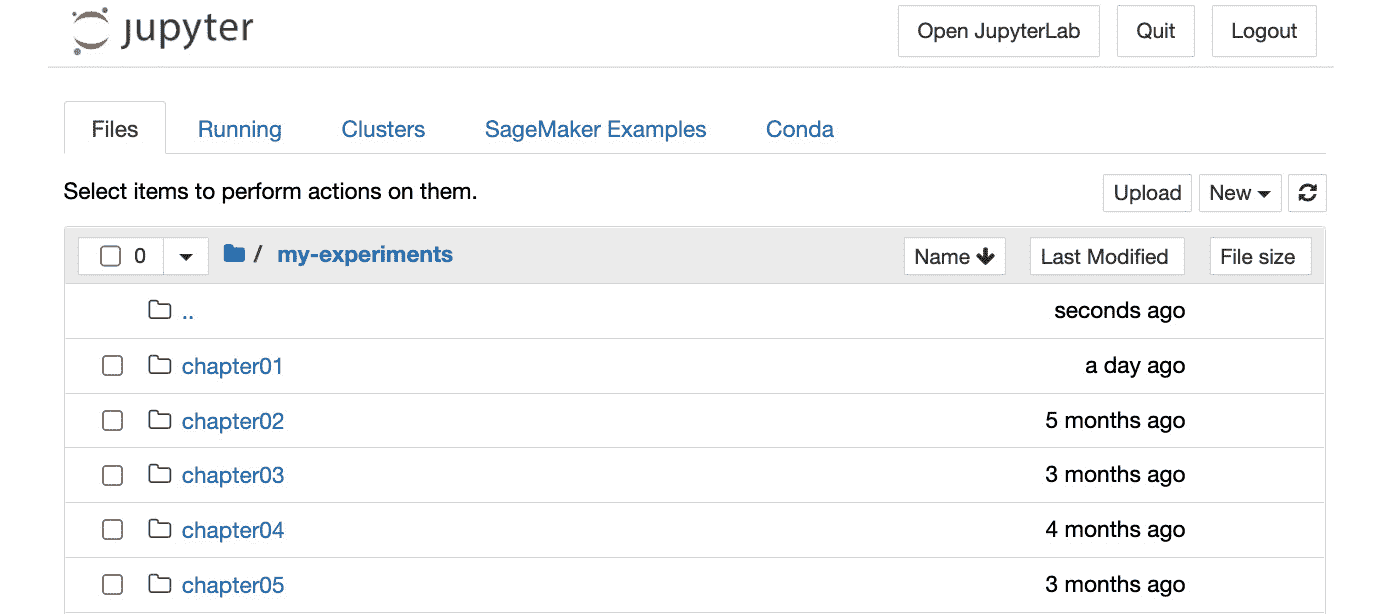 jupyter Open JupyterLab Quit Logout
Files Running Clusters SageMaker Examples Conda
Select items to perform actions on them. Upload New
0 / my-experiments Name Last Modified File size
.. seconds ago
chapter01 a day ago
chapter02 5 months ago
chapter03 3 months ago
chapter04 4 months ago
chapter05 3 months ago